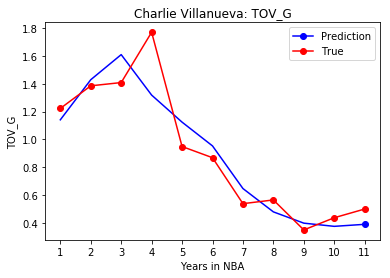 Charlie Villanueva: TOV_G
Prediction
True
1.8
1.6
1.4
1.2
1.0
0.8
0.6
0.4
TOV_G
1 2 3 4 5 6 7 8 9 10 11
Years in NBA